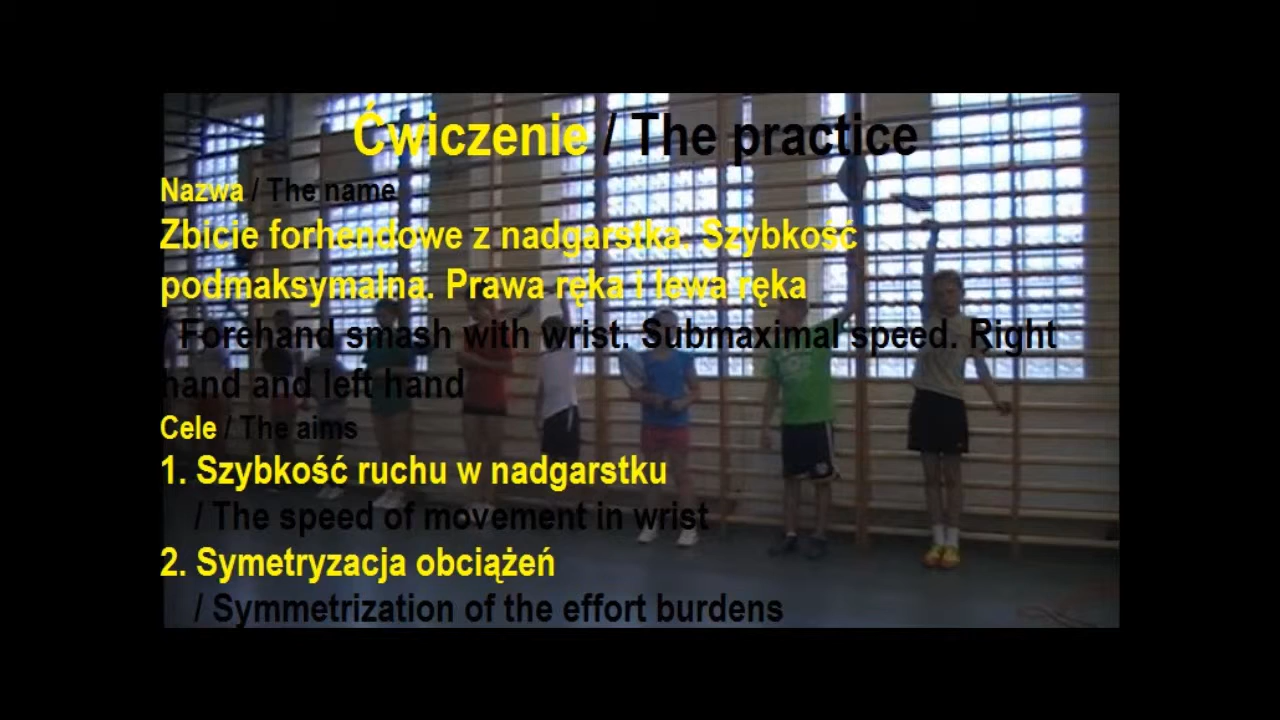 Ćwiczenie / The practice
Nazwa / The name
Zbicie forhendowe z nadgarstka. Szybkość
podmaksymalna. Prawa ręka i lewa ręka
/ Forehand smash with wrist. Submaximal speed. Right
hand and left hand
Cele / The aims
1. Szybkość ruchu w nadgarstku
/ The speed of movement in wrist
2. Symetryzacja obciążeń
/ Symmetrization of the effort burdens